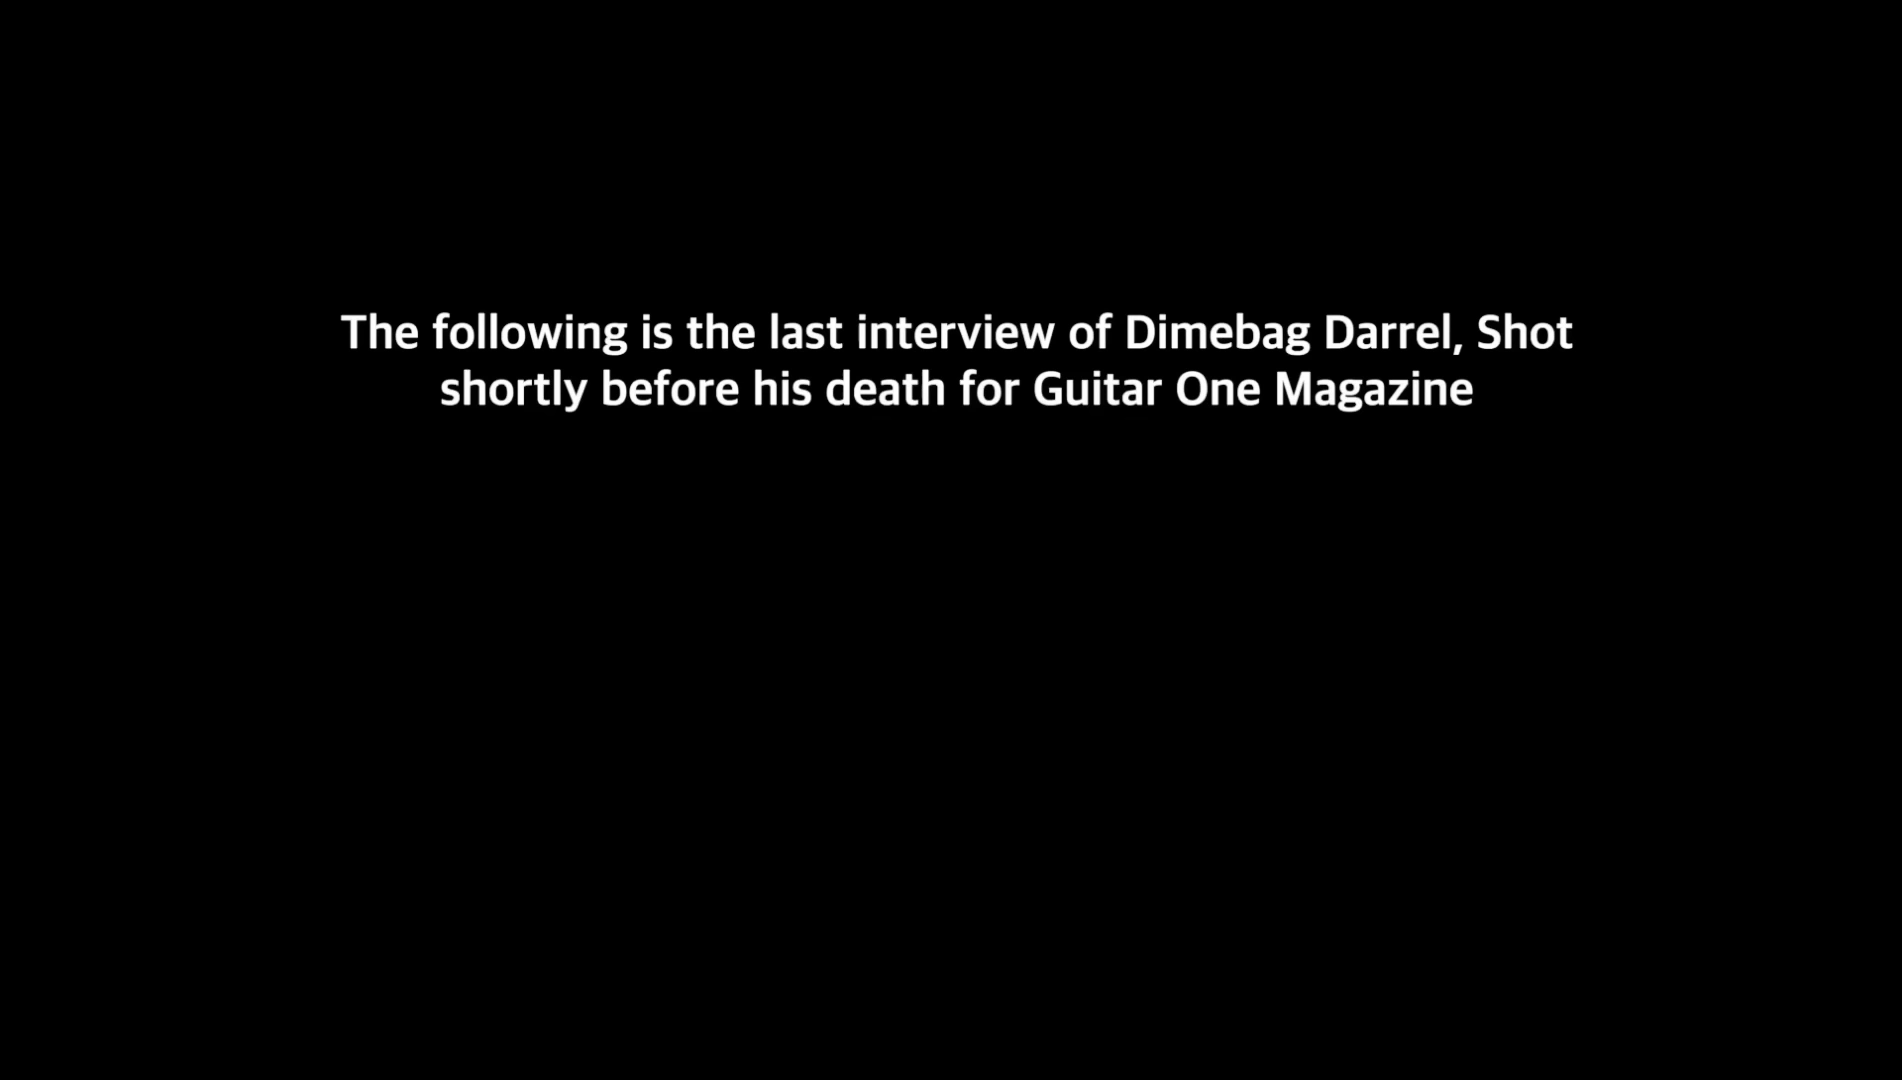 The following is the last interview of Dimebag Darrel, Shot
shortly before his death for Guitar One Magazine